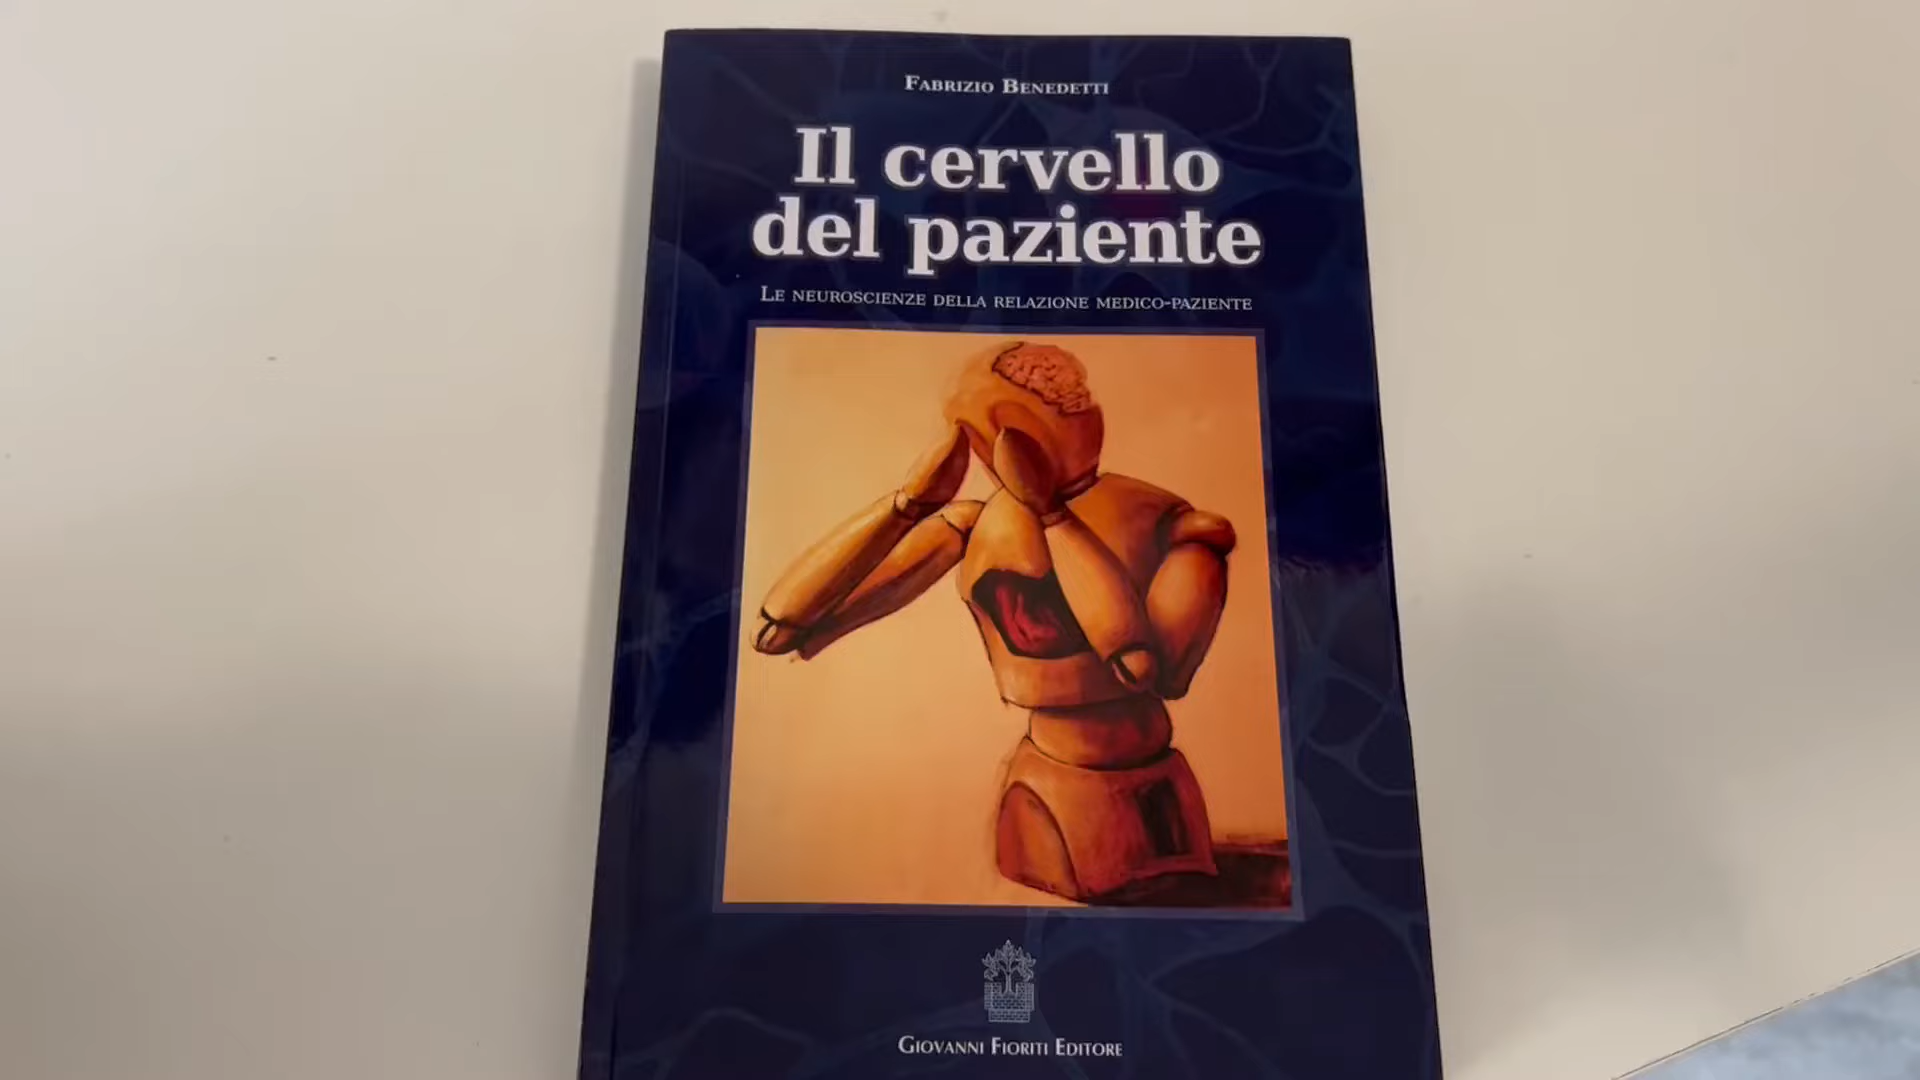 Fabrizio Benedetti
Il cervello
del paziente
Le neuroscienze della relazione medico-paziente
Giovanni Fioriti Editore